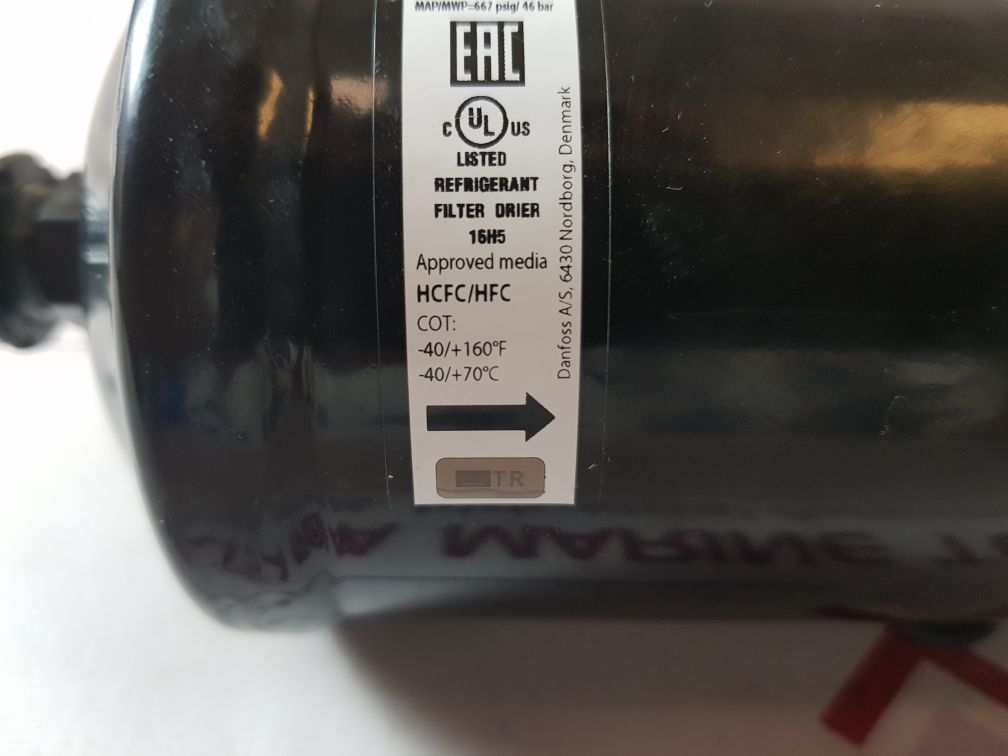 MAP/MWP=667 psig/ 46 bar
EAC
C UL US
LISTED
REFRIGERANT
FILTER DRIER
16H5
Approved media
HCFC/HFC
COT:
-40/+160°F
-40/+70°C
TR
Danfoss A/S, 6430 Nordborg, Denmark
MARINE